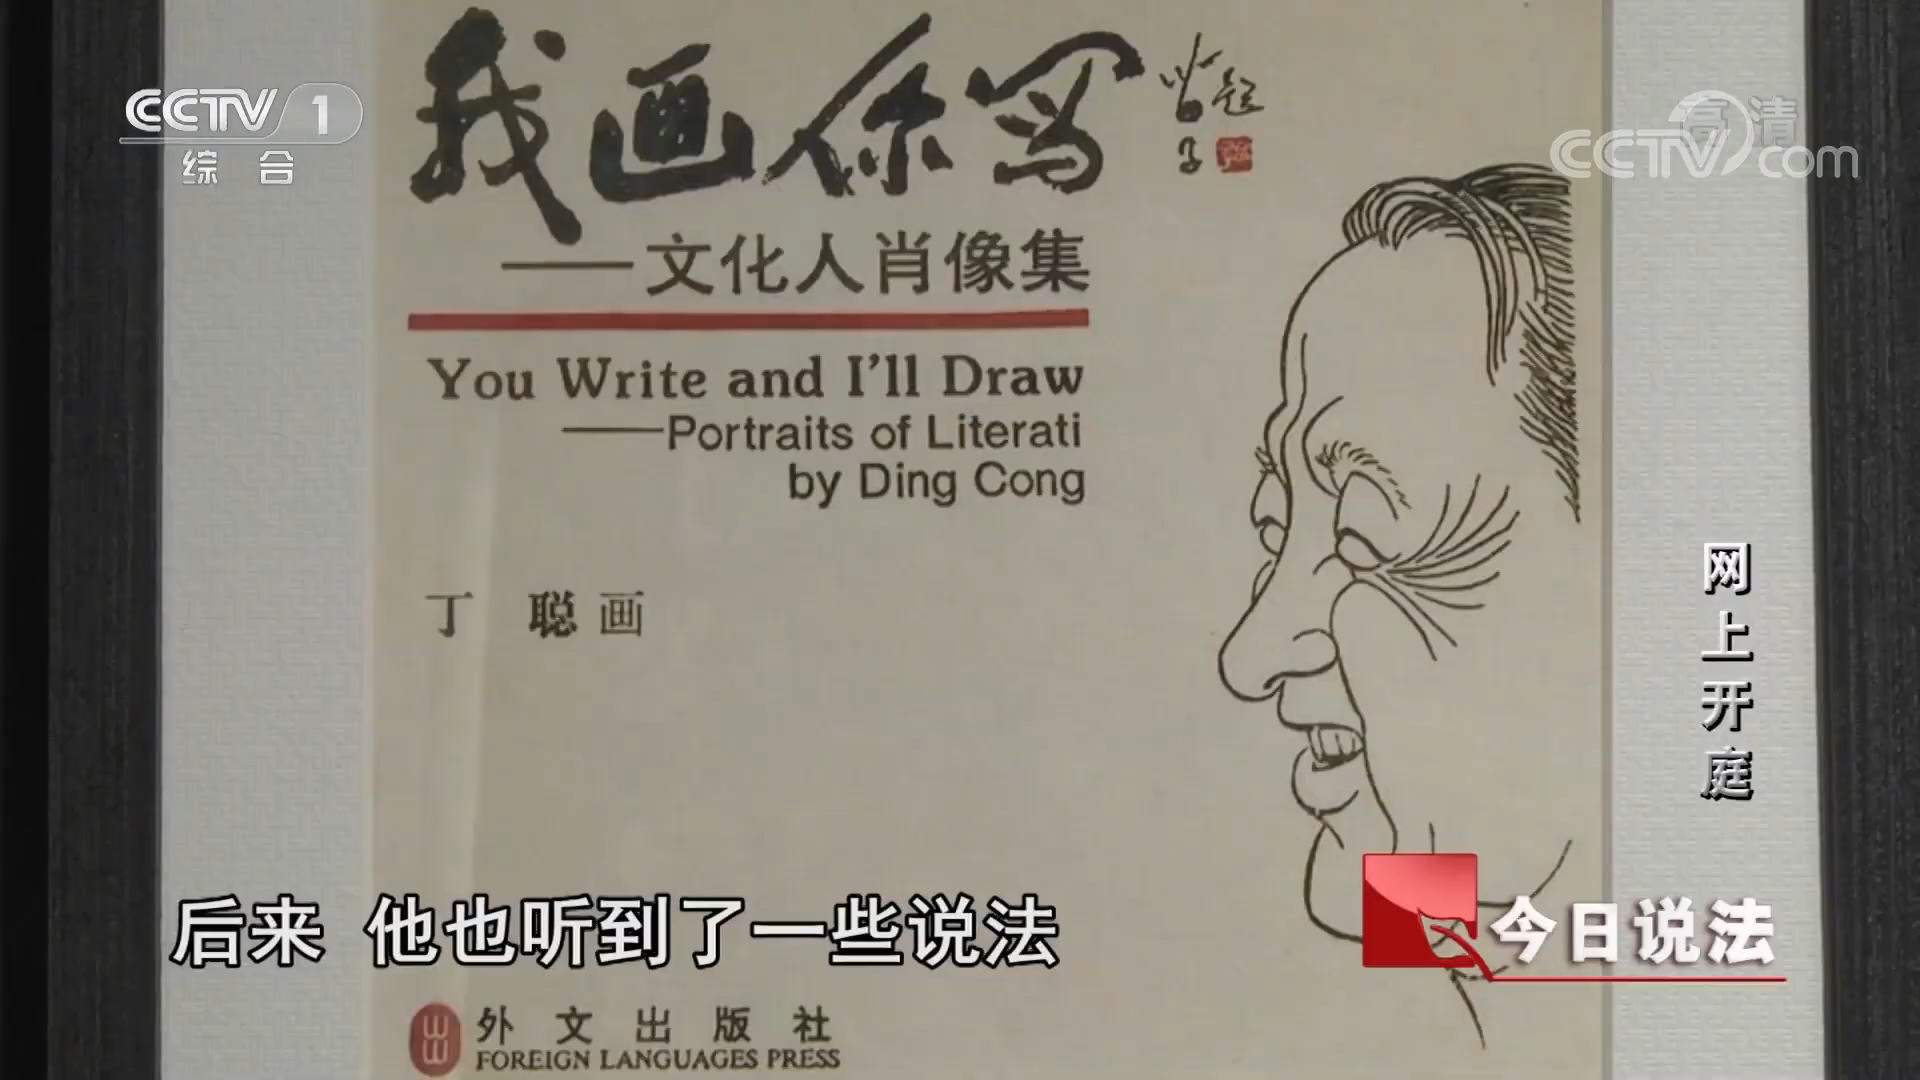 CCTV 1
综合
高清
CCTV com
我画你写
苗子题
——文化人肖像集
You Write and I'll Draw
——Portraits of Literati
by Ding Cong
丁 聪 画
网上开庭
后来 他也听到了一些说法
今日说法
外文出版社
FOREIGN LANGUAGES PRESS